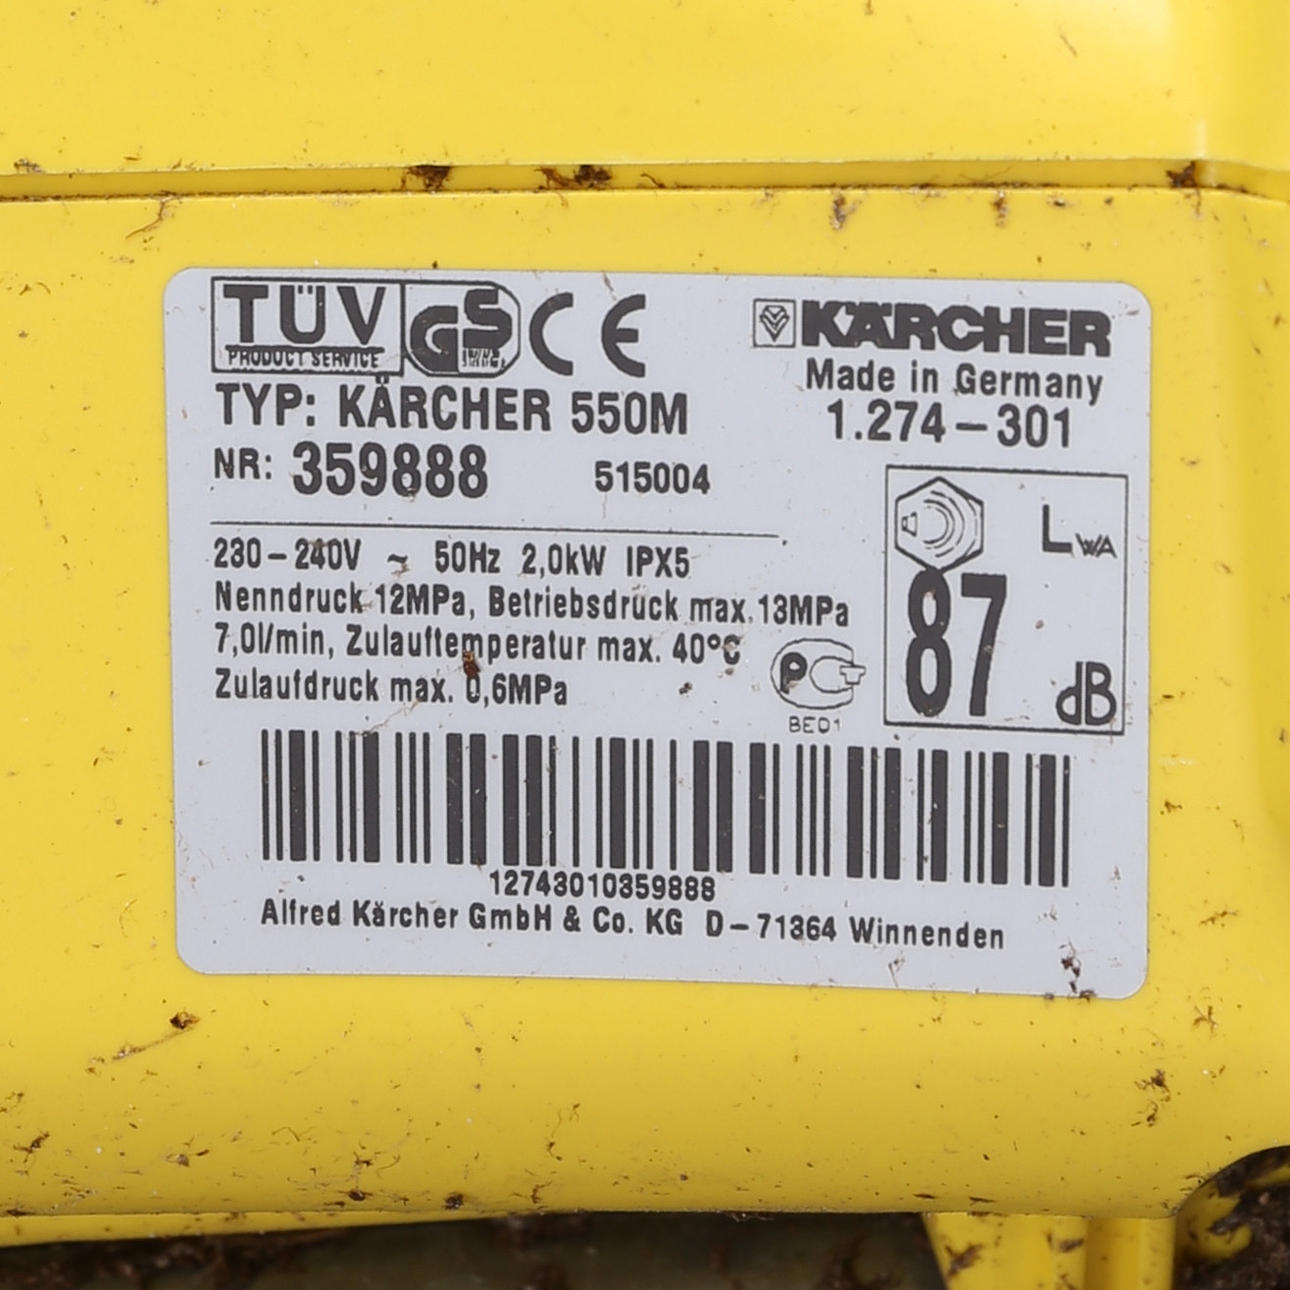 TÜV
PRODUCT SERVICE
GS
CE
KÄRCHER
Made in Germany
1.274-301
TYP: KÄRCHER 550M
NR: 359888 515004
230-240V ~ 50Hz 2,0kW IPX5
Nenndruck 12MPa, Betriebsdruck max. 13MPa
7,0l/min, Zulauftemperatur max. 40°C
Zulaufdruck max. 0,6MPa
BE01
LWA
87
dB
12743010359888
Alfred Kärcher GmbH & Co. KG D-71364 Winnenden